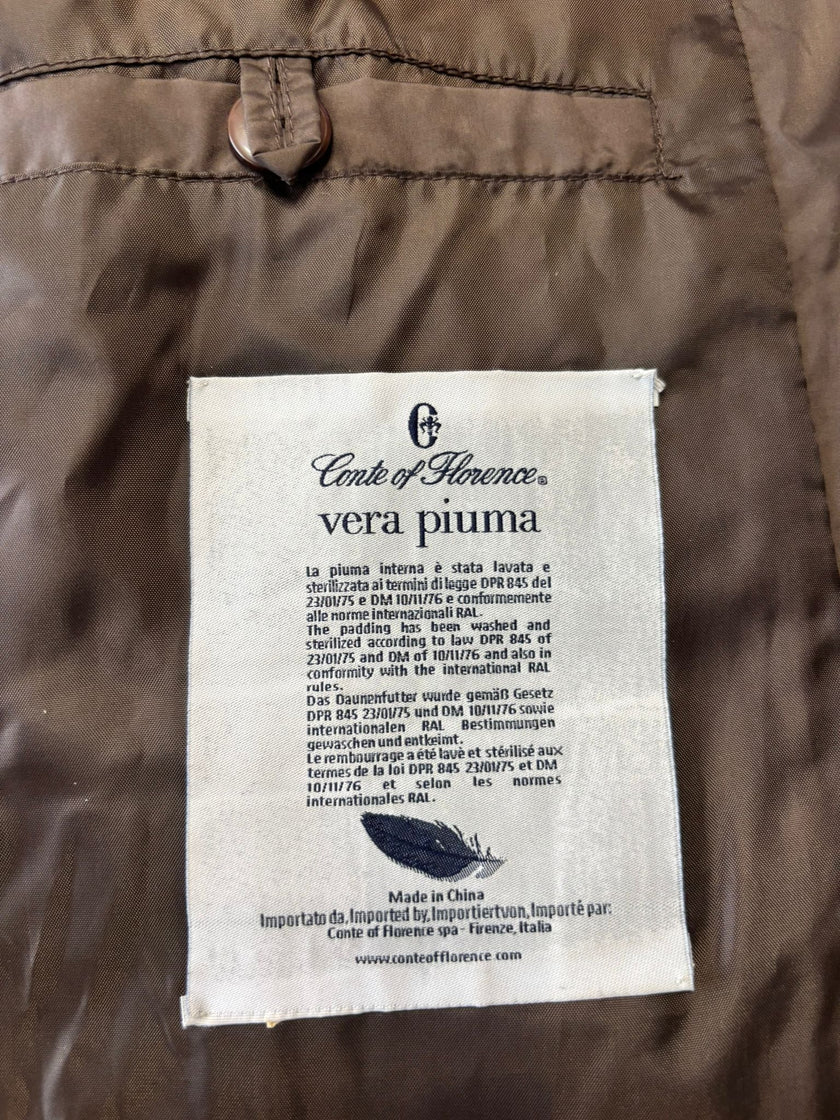 C
Conte of Florence®
vera piuma
La piuma interna è stata lavata e
sterilizzata ai termini di legge DPR 845 del
23/01/75 e DM 10/11/76 e conformemente
alle norme internazionali RAL.
The padding has been washed and
sterilized according to law DPR 845 of
23/01/75 and DM of 10/11/76 and also in
conformity with the international RAL
rules.
Das Daunenfutter wurde gemäß Gesetz
DPR 845 23/01/75 und DM 10/11/76 sowie
internationalen RAL Bestimmungen
gewaschen und entkeimt.
Le rembourrage a été lavè et stérilisé aux
termes de la loi DPR 845 23/01/75 et DM
10/11/76 et selon les normes
internationales RAL.
Made in China
Importato da, Imported by, Importiertvon, Importé par:
Conte of Florence spa - Firenze, Italia
www.conteofflorence.com